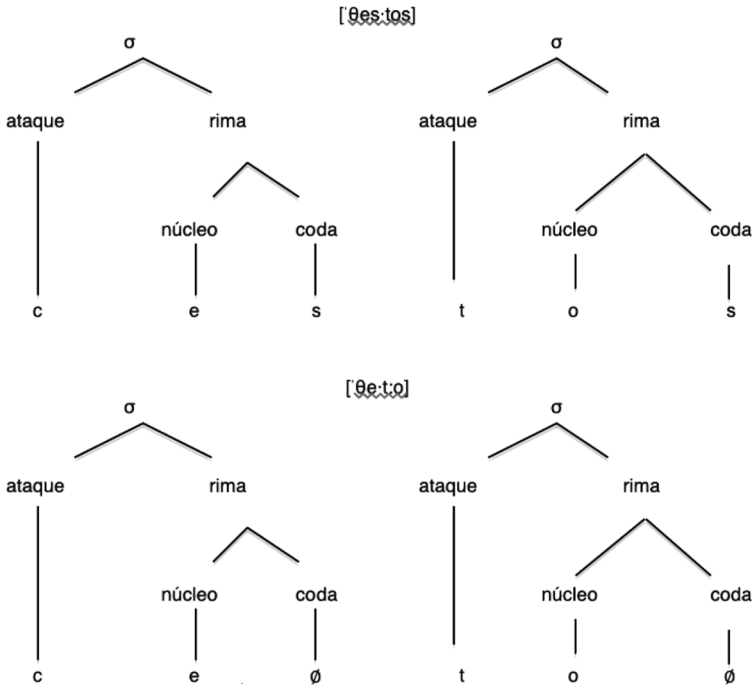 [ˈθes·tos]
σ σ
ataque rima ataque rima
núcleo coda núcleo coda
c e s t o s
[ˈθe·t:o]
σ σ
ataque rima ataque rima
núcleo coda núcleo coda
c e ø t o ø